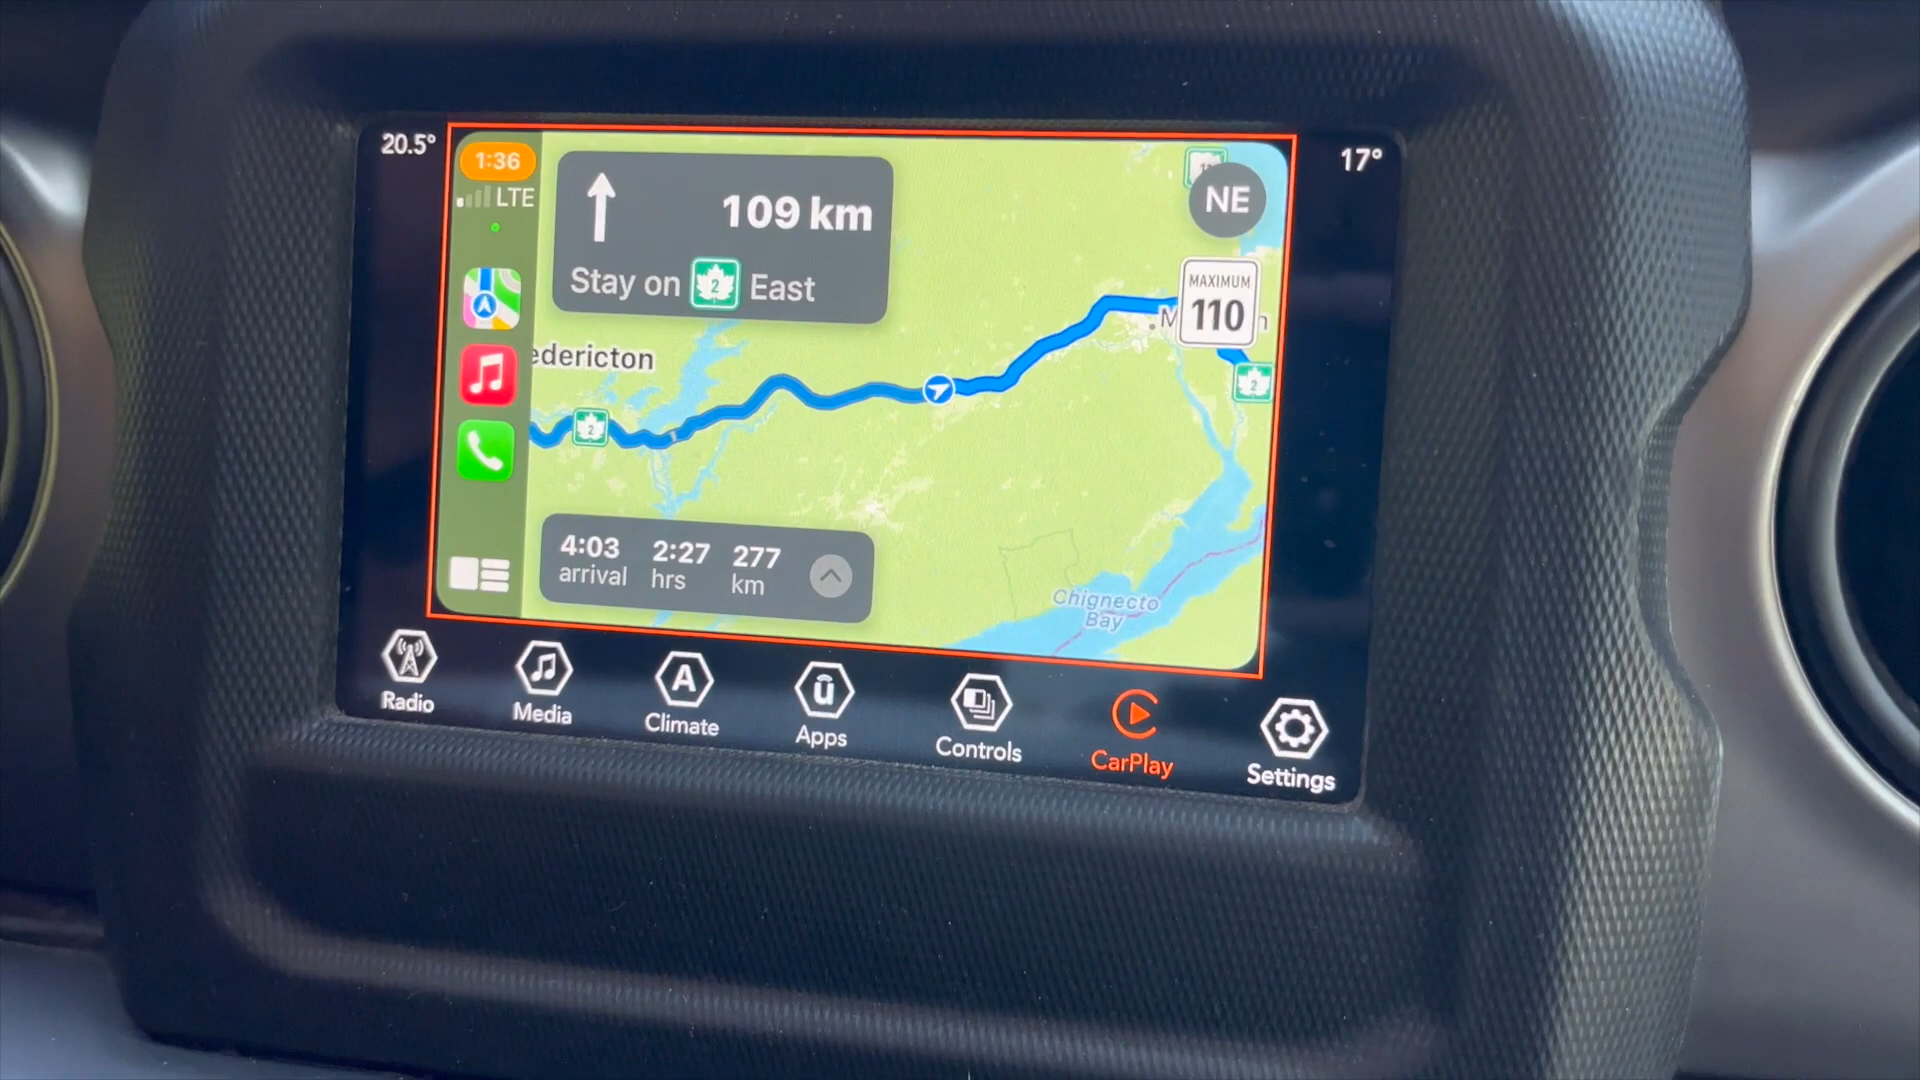 20.5°
1:36
LTE
109 km
Stay on 2 East
NE
17°
MAXIMUM
110
edericton
2
2
4:03 2:27 277
arrival hrs km
Chignecto
Bay
Radio
Media
A
Climate
ū
Apps
Controls
CarPlay
Settings